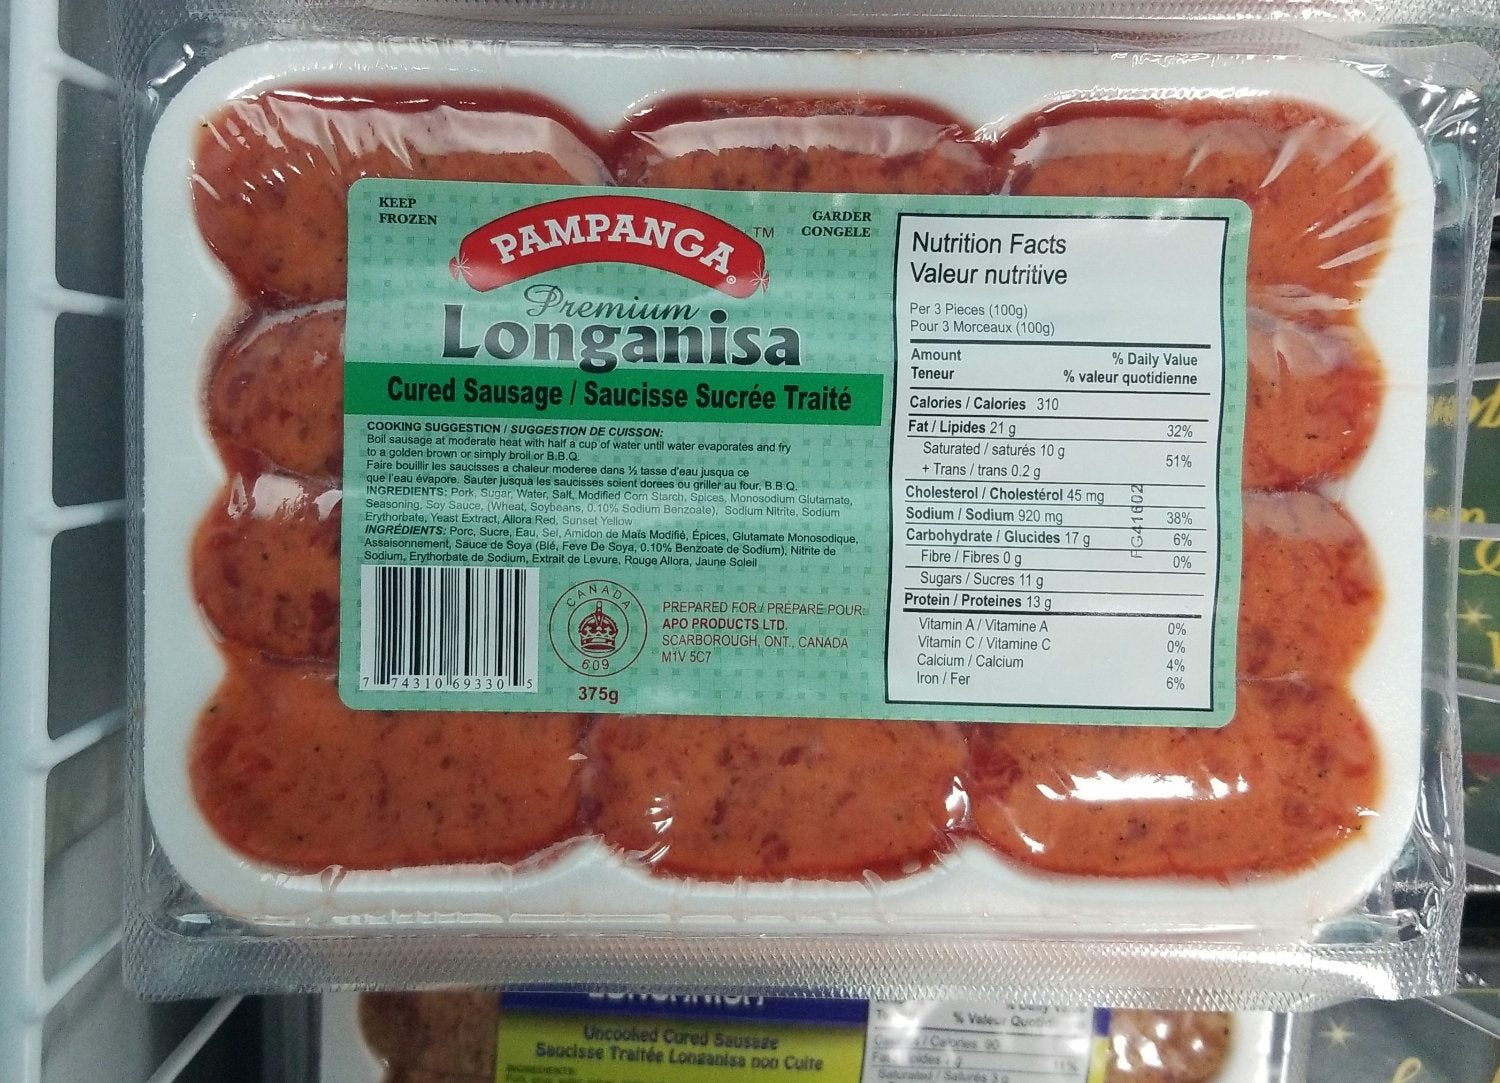 KEEP
FROZEN
PAMPANGA ®
TM
GARDER
CONGELE
Premium
Longanisa
Cured Sausage / Saucisse Sucrée Traité
COOKING SUGGESTION / SUGGESTION DE CUISSON:
Boil sausage at moderate heat with half a cup of water until water evaporates and fry
to a golden brown or simply broil or B.B.Q.
Faire bouillir les saucisses a chaleur moderee dans ½ tasse d'eau jusqua ce
que l'eau évapore. Sauter jusqua les saucisses soient dorees ou griller au four, B.B.Q.
INGREDIENTS: Pork, Sugar, Water, Salt, Modified Corn Starch, Spices, Monosodium Glutamate,
Seasoning, Soy Sauce, (Wheat, Soybeans, 0.10% Sodium Benzoate), Sodium Nitrite, Sodium
Erythorbate, Yeast Extract, Allora Red, Sunset Yellow
INGRÉDIENTS: Porc, Sucre, Eau, Sel, Amidon de Maïs Modifié, Épices, Glutamate Monosodique,
Assaisonnement, Sauce de Soya (Blé, Feve De Soya, 0.10% Benzoate de Sodium), Nitrite de
Sodium, Erythorbate de Sodium, Extrait de Levure, Rouge Allora, Jaune Soleil
7 74310 69330 5
CANADA
609
375g
PREPARED FOR / PRÉPARÉ POUR:
APO PRODUCTS LTD.
SCARBOROUGH, ONT., CANADA
M1V 5C7
Nutrition Facts
Valeur nutritive
Per 3 Pieces (100g)
Pour 3 Morceaux (100g)
Amount % Daily Value
Teneur % valeur quotidienne
Calories / Calories 310
Fat / Lipides 21 g 32%
Saturated / saturés 10 g
+ Trans / trans 0.2 g 51%
Cholesterol / Cholestérol 45 mg
Sodium / Sodium 920 mg 38%
Carbohydrate / Glucides 17 g 6%
Fibre / Fibres 0 g 0%
Sugars / Sucres 11 g
Protein / Proteines 13 g
Vitamin A / Vitamine A 0%
Vitamin C / Vitamine C 0%
Calcium / Calcium 4%
Iron / Fer 6%
FG41602
Uncooked Cured Sausage
Saucisse Traitée Longanisa non Cuite
% Valeur
/ Calories 90
11%
Saturated / Saturés 3 g